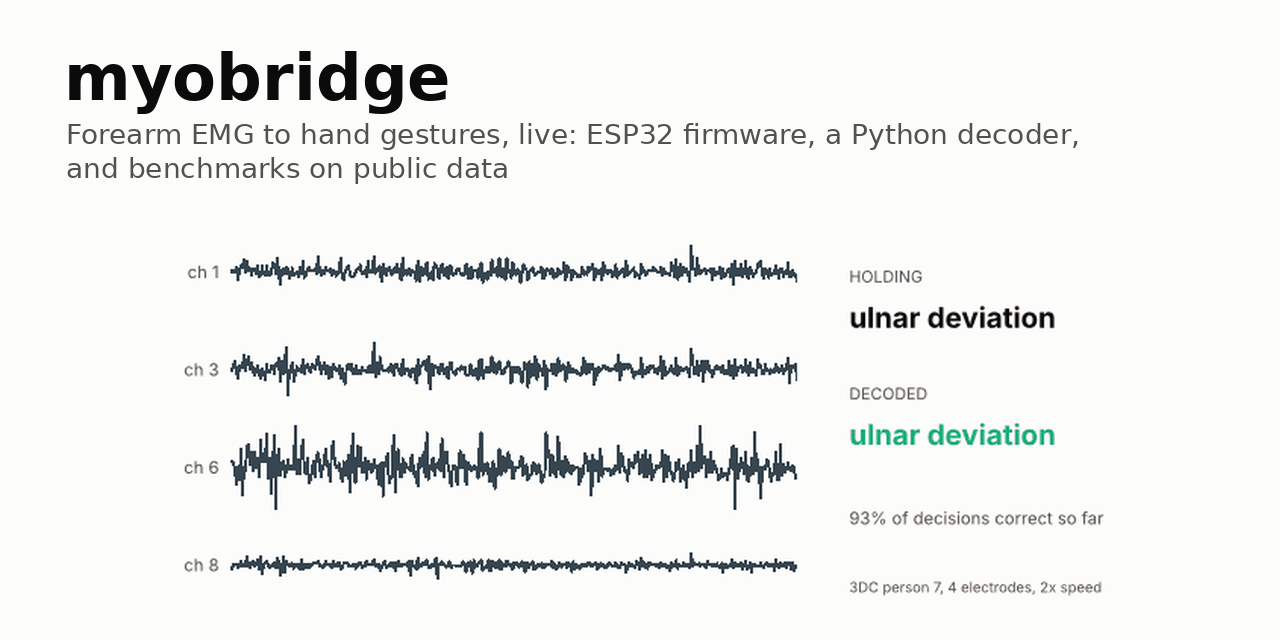 myobridge
Forearm EMG to hand gestures, live: ESP32 firmware, a Python decoder,
and benchmarks on public data
ch 1
HOLDING
ulnar deviation
ch 3
DECODED
ulnar deviation
ch 6
93% of decisions correct so far
ch 8
3DC person 7, 4 electrodes, 2x speed